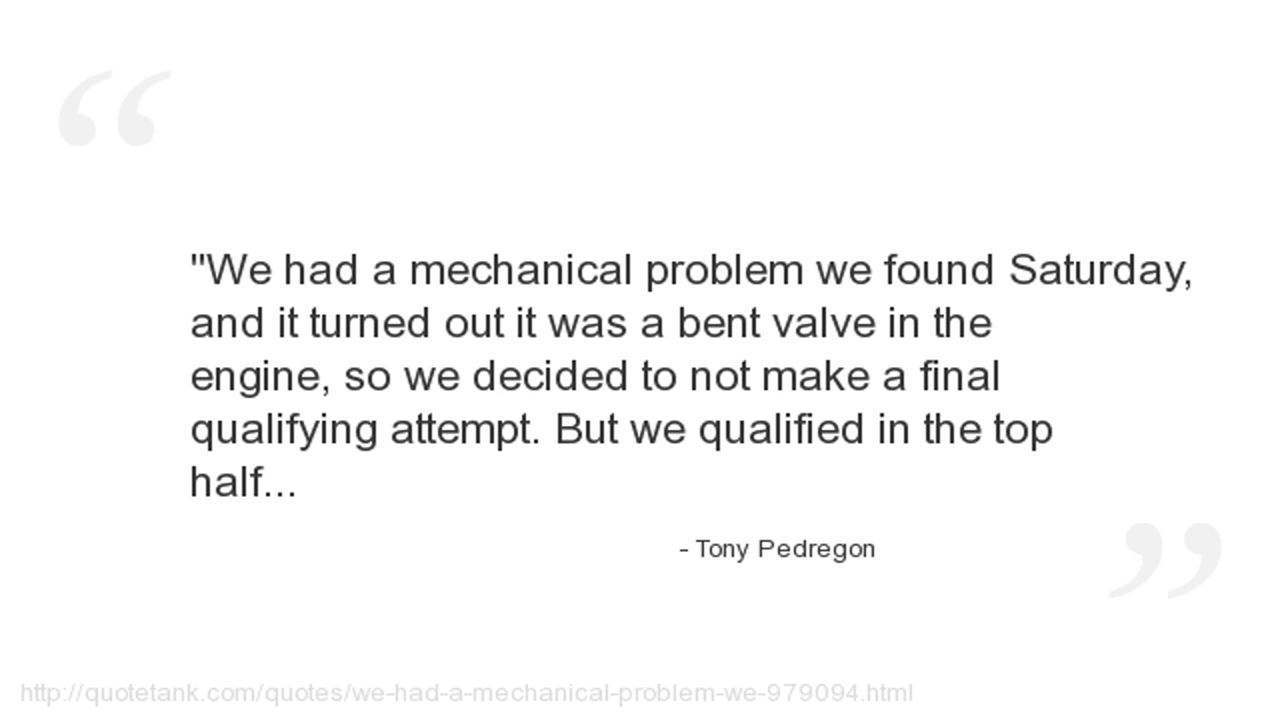 "We had a mechanical problem we found Saturday,
and it turned out it was a bent valve in the
engine, so we decided to not make a final
qualifying attempt. But we qualified in the top
half...
- Tony Pedregon
http://quotetank.com/quotes/we-had-a-mechanical-problem-we-979094.html